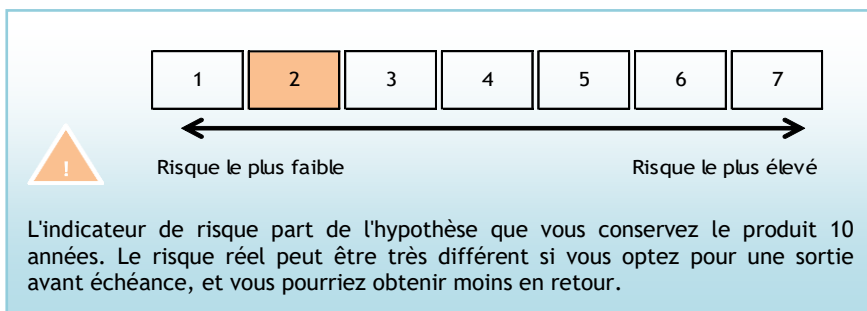 1 2 3 4 5 6 7
!
Risque le plus faible Risque le plus élevé
L'indicateur de risque part de l'hypothèse que vous conservez le produit 10
années. Le risque réel peut être très différent si vous optez pour une sortie
avant échéance, et vous pourriez obtenir moins en retour.